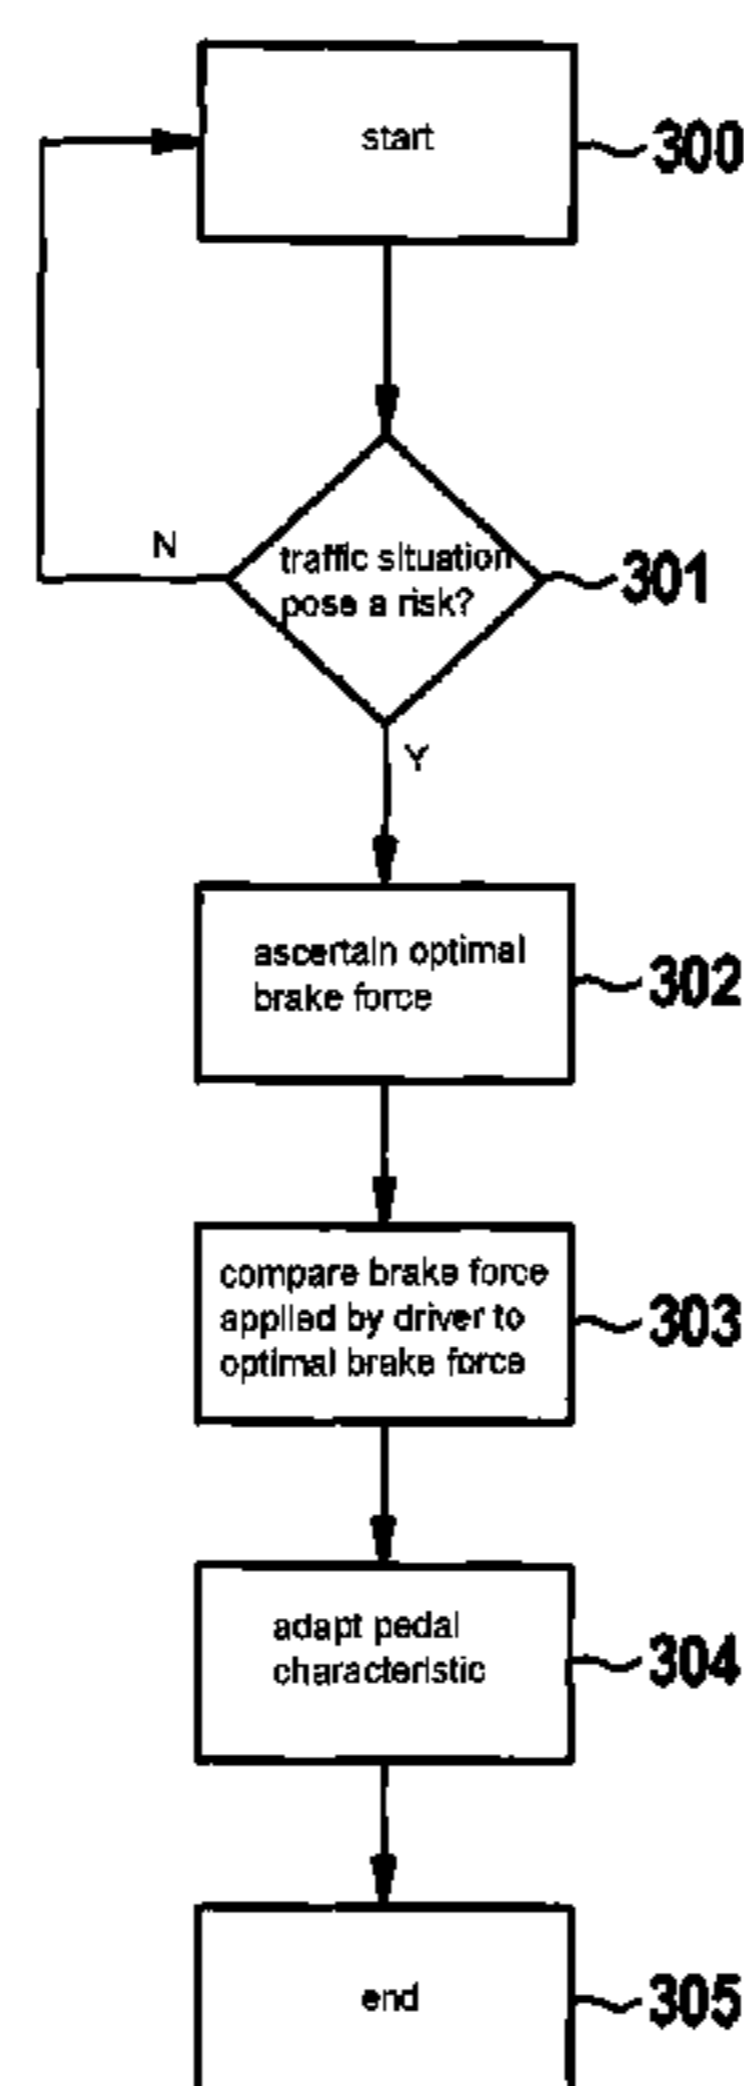 start
300
N
traffic situation
pose a risk?
301
Y
ascertain optimal
brake force
302
compare brake force
applied by driver to
optimal brake force
303
adapt pedal
characteristic
304
end
305